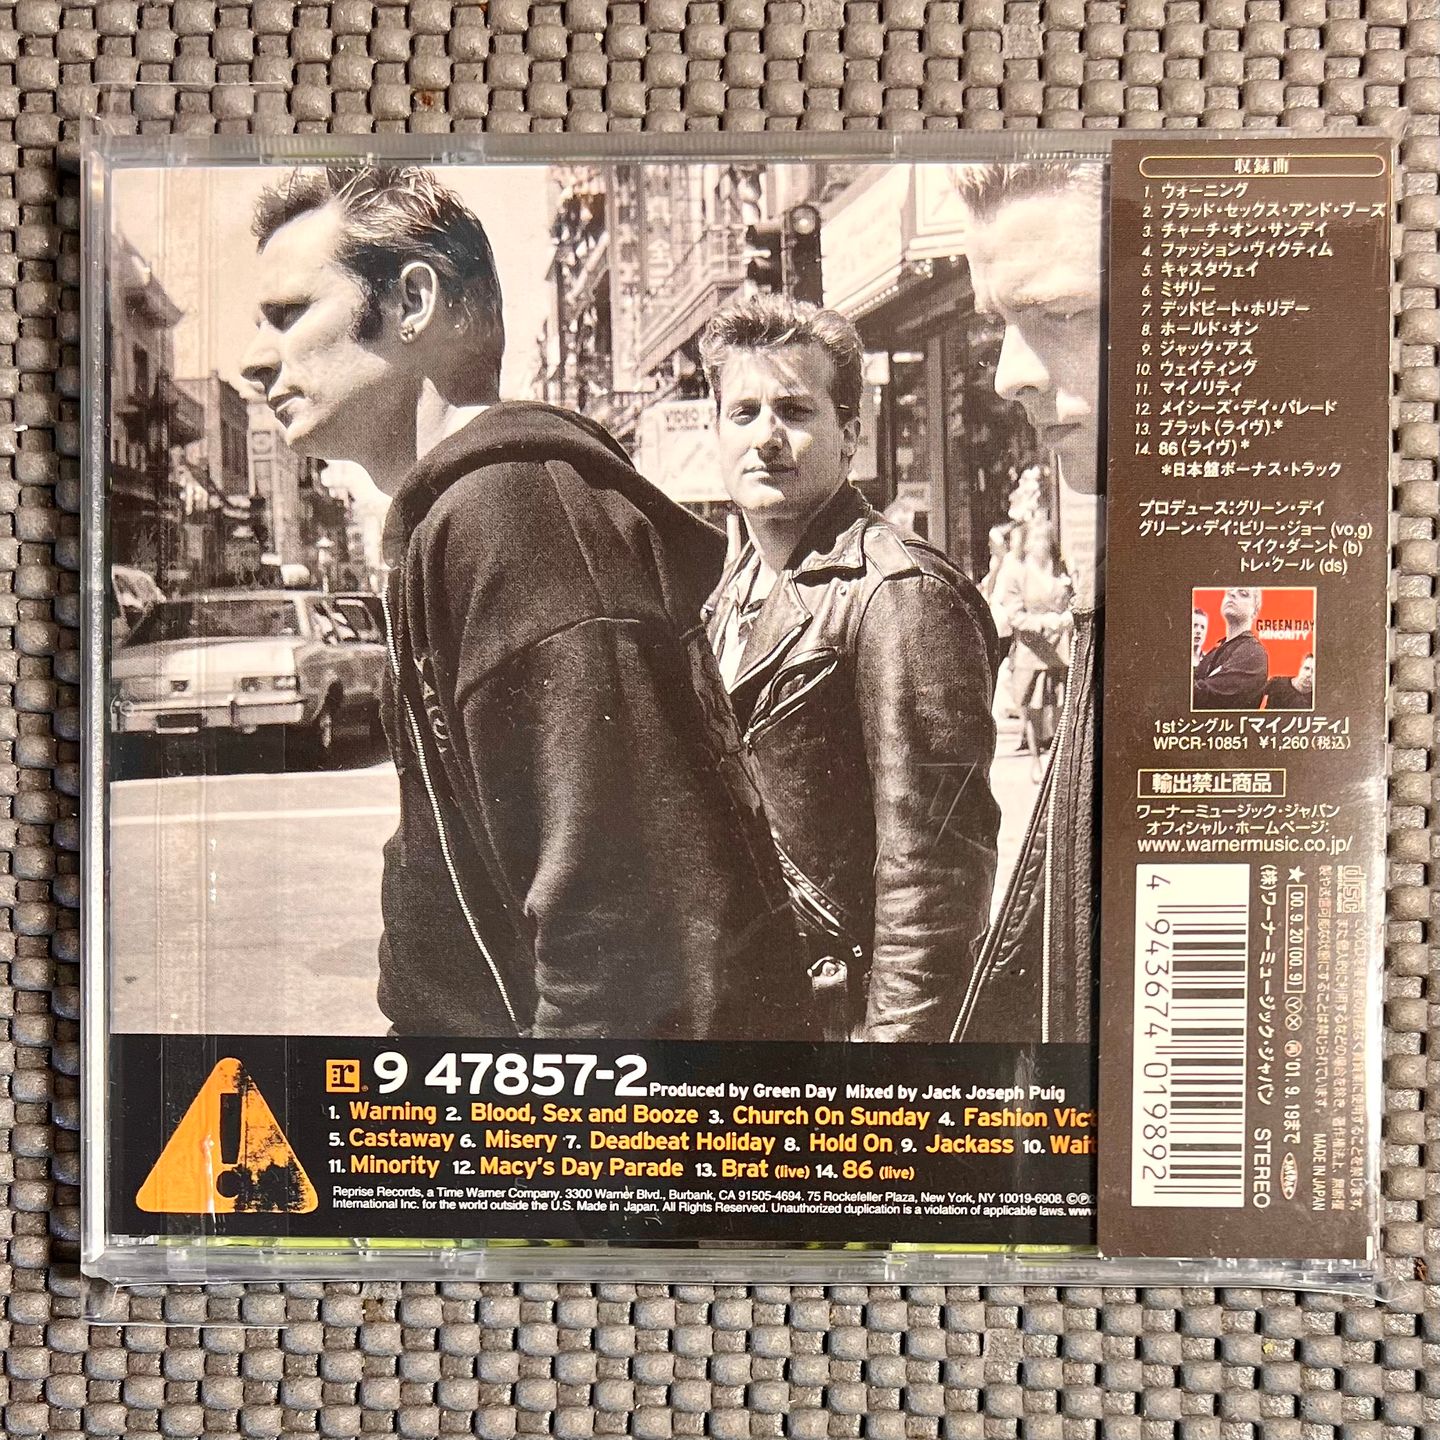 収録曲
1. ウォーニング
2. ブラッド・セックス・アンド・ブーズ
3. チャーチ・オン・サンデイ
4. ファッション・ヴィクティム
5. キャスタウェイ
6. ミザリー
7. デッドビート・ホリデー
8. ホールド・オン
9. ジャック・アス
10. ウェイティング
11. マイノリティ
12. メイシーズ・デイ・パレード
13. ブラット(ライヴ).*
14. 86(ライヴ)*
*日本盤ボーナス・トラック
プロデュース:グリーン・デイ
グリーン・デイ:ビリー・ジョー (vo,g)
マイク・ダーント (b)
トレ・クール (ds)
GREEN DAY
MINORITY
1stシングル「マイノリティ」
WPCR-10851 ¥1,260(税込)
輸出禁止商品
ワーナーミュージック・ジャパン
オフィシャル・ホームページ:
www.warnermusic.co.jp/
4 943674 019892
★ 00.9.20(00.9) Ⓨ Ⓧ 再 '01.9.19まで
(株)ワーナーミュージック・ジャパン STEREO
MADE IN JAPAN
disc
VIDEO
r 9 47857-2 Produced by Green Day Mixed by Jack Joseph Puig
1. Warning 2. Blood, Sex and Booze 3. Church On Sunday 4. Fashion Vict
5. Castaway 6. Misery 7. Deadbeat Holiday 8. Hold On 9. Jackass 10. Wait
11. Minority 12. Macy's Day Parade 13. Brat (live) 14. 86 (live)
Reprise Records, a Time Warner Company. 3300 Warner Blvd., Burbank, CA 91505-4694. 75 Rockefeller Plaza, New York, NY 10019-6908. ©℗
International Inc. for the world outside the U.S. Made in Japan. All Rights Reserved. Unauthorized duplication is a violation of applicable laws. www